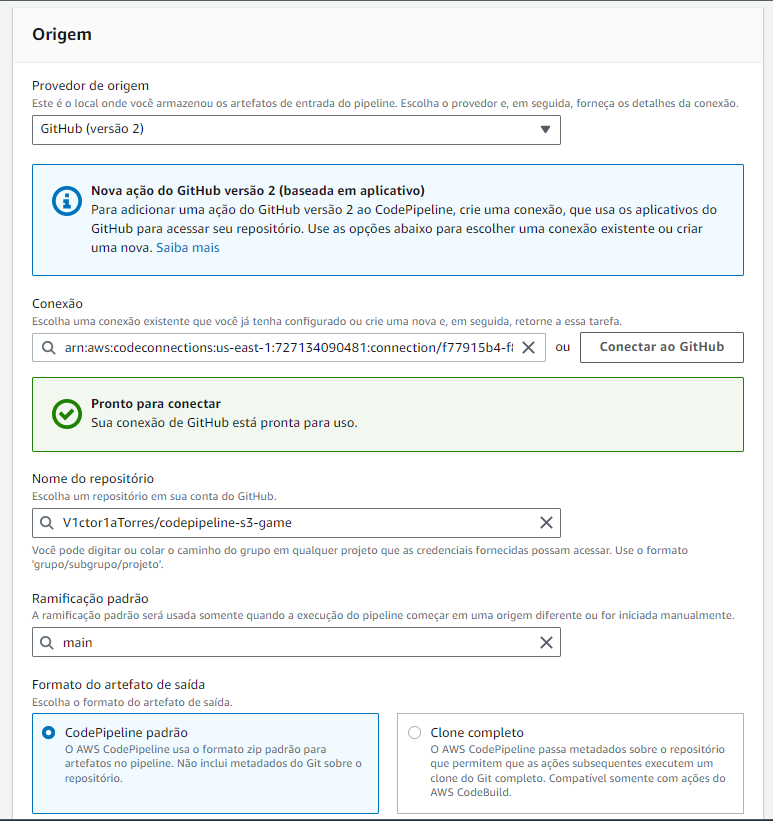 Origem
Provedor de origem
Este é o local onde você armazenou os artefatos de entrada do pipeline. Escolha o provedor e, em seguida, forneça os detalhes da conexão.
GitHub (versão 2)
Nova ação do GitHub versão 2 (baseada em aplicativo)
Para adicionar uma ação do GitHub versão 2 ao CodePipeline, crie uma conexão, que usa os aplicativos do
GitHub para acessar seu repositório. Use as opções abaixo para escolher uma conexão existente ou criar
uma nova. Saiba mais
Conexão
Escolha uma conexão existente que você já tenha configurado ou crie uma nova e, em seguida, retorne a essa tarefa.
arn:aws:codeconnections:us-east-1:727134090481:connection/f77915b4-f8 ou Conectar ao GitHub
Pronto para conectar
Sua conexão de GitHub está pronta para uso.
Nome do repositório
Escolha um repositório em sua conta do GitHub.
V1ctor1aTorres/codepipeline-s3-game
Você pode digitar ou colar o caminho do grupo em qualquer projeto que as credenciais fornecidas possam acessar. Use o formato
'grupo/subgrupo/projeto'.
Ramificação padrão
A ramificação padrão será usada somente quando a execução do pipeline começar em uma origem diferente ou for iniciada manualmente.
main
Formato do artefato de saída
Escolha o formato do artefato de saída.
CodePipeline padrão
O AWS CodePipeline usa o formato zip padrão para
artefatos no pipeline. Não inclui metadados do Git sobre o
repositório.
Clone completo
O AWS CodePipeline passa metadados sobre o repositório
que permitem que as ações subsequentes executem um
clone do Git completo. Compatível somente com ações do
AWS CodeBuild.